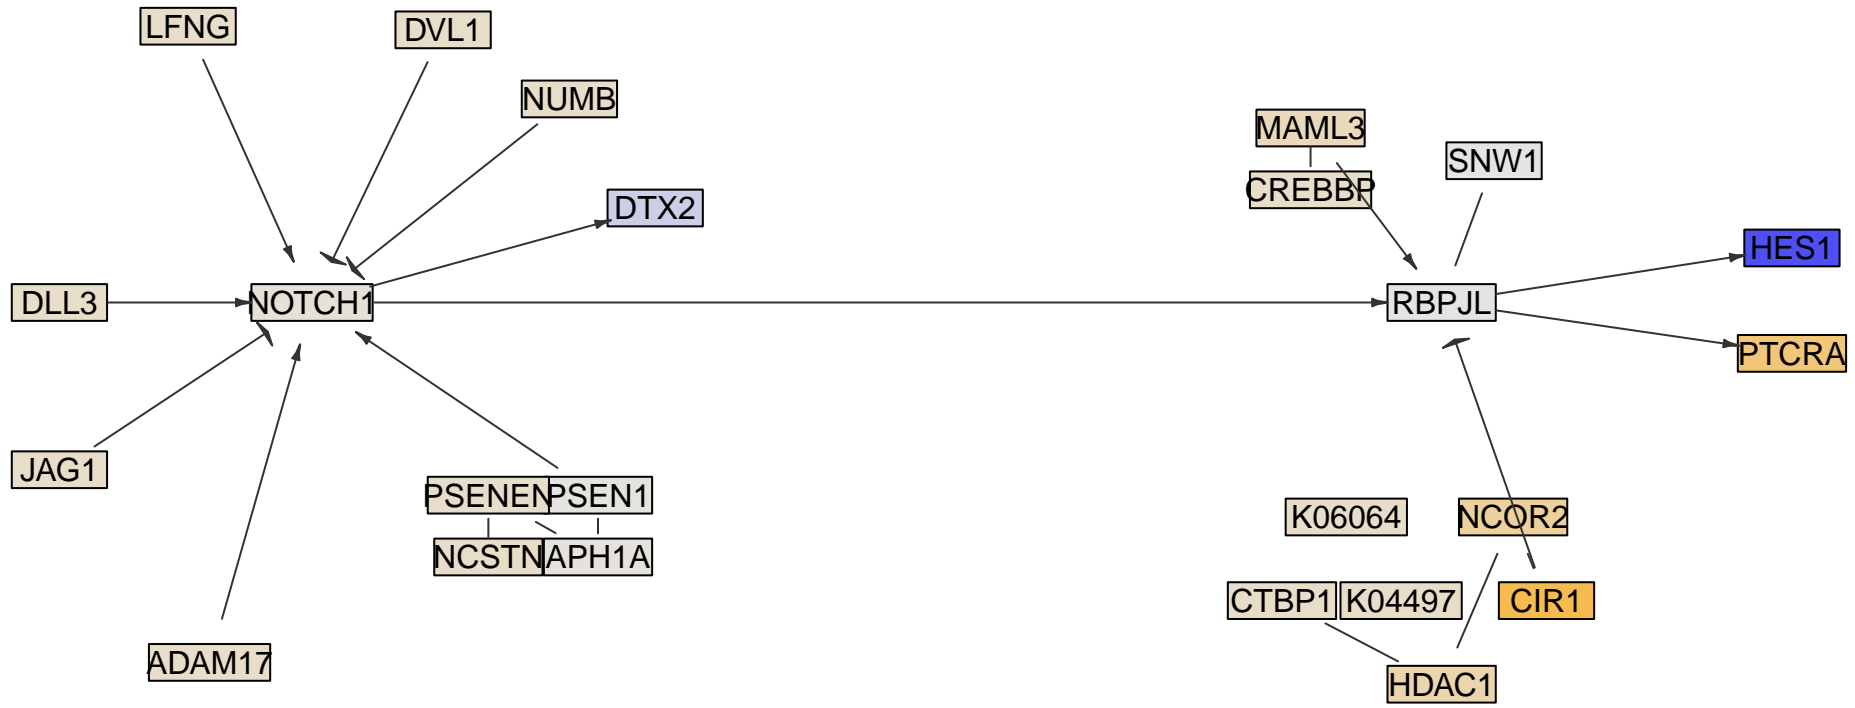 LFNG
DVL1
NUMB
MAML3
SNW1
CREBBP
DTX2
HES1
DLL3
NOTCH1
RBPJL
PTCRA
JAG1
PSENEN
PSEN1
K06064
NCOR2
NCSTN
APH1A
CTBP1
K04497
CIR1
ADAM17
HDAC1